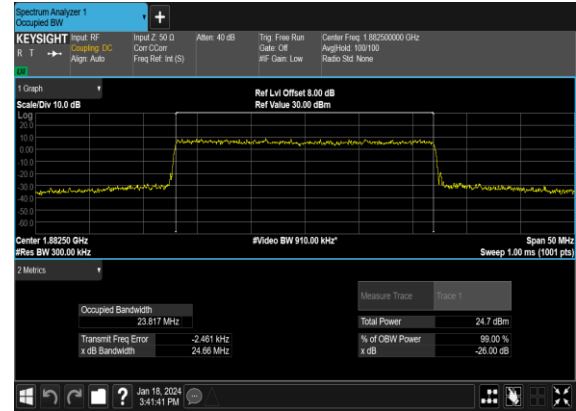 Spectrum Analyzer 1
Occupied BW
+
KEYSIGHT Input: RF Input Z: 50 Ω Atten: 40 dB Trig: Free Run Center Freq: 1.882500000 GHz
R T Coupling: DC Corr CCorr Gate: Off Avg|Hold: 100/100
Align: Auto Freq Ref: Int (S) #IF Gain: Low Radio Std: None
LW
1 Graph
Ref Lvl Offset 8.00 dB
Scale/Div 10.0 dB Ref Value 30.00 dBm
Log
20.0
10.0
0.00
-10.0
-20.0
-30.0
-40.0
-50.0
-60.0
Center 1.88250 GHz #Video BW 910.00 kHz* Span 50 MHz
#Res BW 300.00 kHz Sweep 1.00 ms (1001 pts)
2 Metrics
Measure Trace Trace 1
Occupied Bandwidth
23.817 MHz Total Power 24.7 dBm
Transmit Freq Error -2.461 kHz % of OBW Power 99.00 %
x dB Bandwidth 24.66 MHz x dB -26.00 dB
? Jan 18, 2024
3:41:41 PM